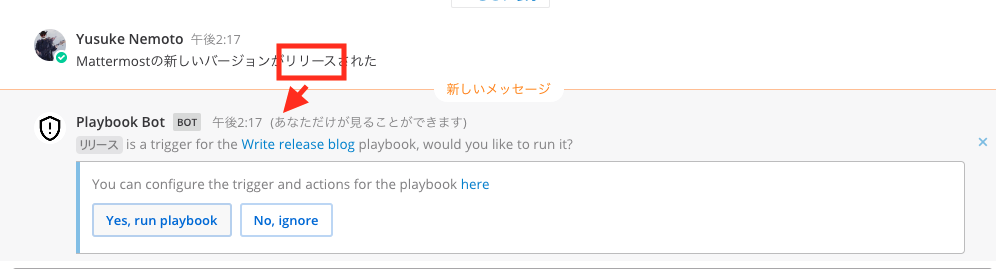 Yusuke Nemoto 午後2:17
Mattermostの新しいバージョンがリリースされた
新しいメッセージ
Playbook Bot BOT 午後2:17 (あなただけが見ることができます)
リリース is a trigger for the Write release blog playbook, would you like to run it?
You can configure the trigger and actions for the playbook here
Yes, run playbook No, ignore